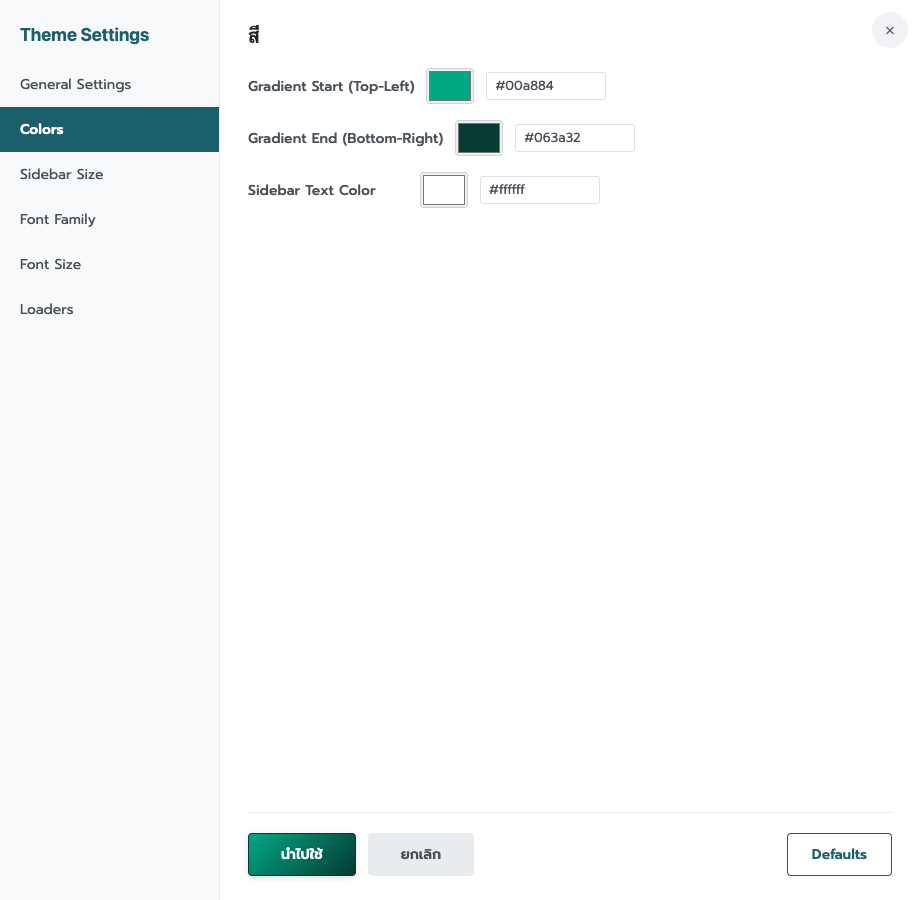 Theme Settings
General Settings
Colors
Sidebar Size
Font Family
Font Size
Loaders
สี
×
Gradient Start (Top-Left) #00a884
Gradient End (Bottom-Right) #063a32
Sidebar Text Color #ffffff
นำไปใช้ ยกเลิก Defaults